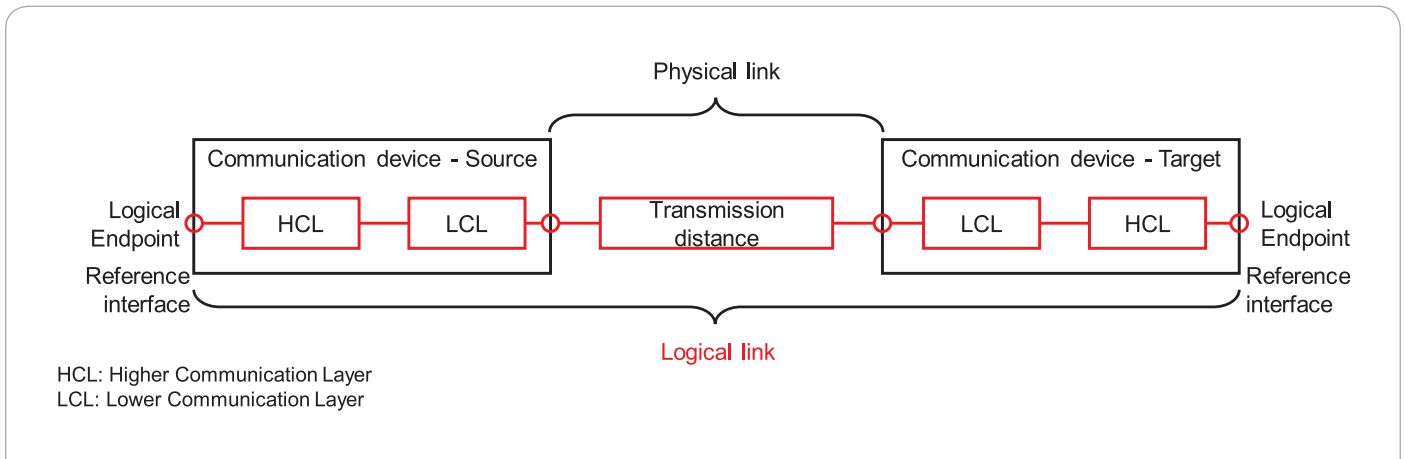 Physical link
Communication device - Source
Communication device - Target
Logical
Endpoint
HCL
LCL
Transmission
distance
LCL
HCL
Logical
Endpoint
Reference
interface
Reference
interface
Logical link
HCL: Higher Communication Layer
LCL: Lower Communication Layer